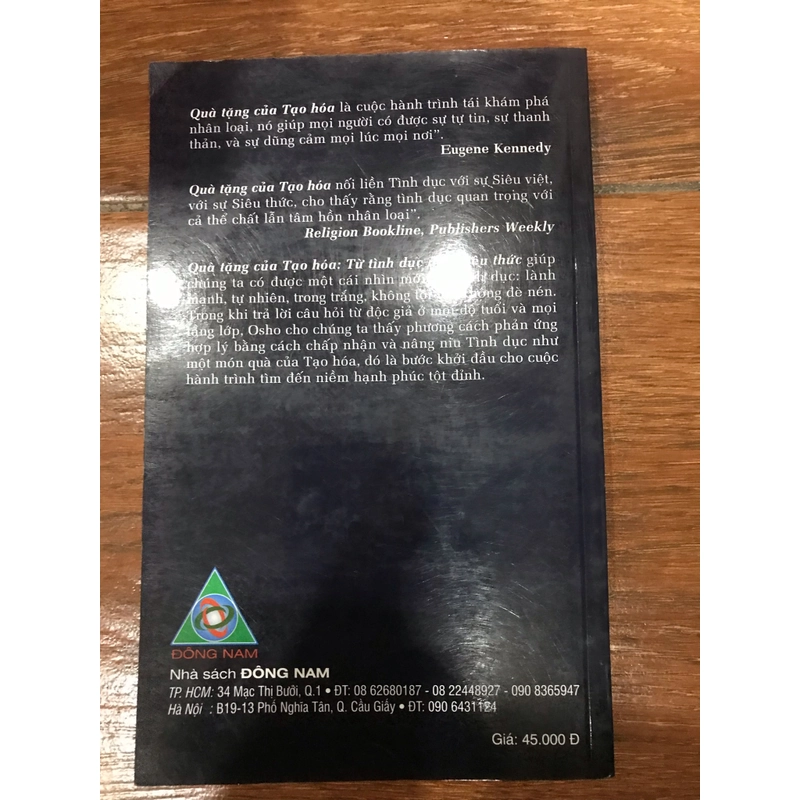 Quà tặng của Tạo hóa là cuộc hành trình tái khám phá
nhân loại, nó giúp mọi người có được sự tự tin, sự thanh
thản, và sự dũng cảm mọi lúc mọi nơi”.
Eugene Kennedy
Quà tặng của Tạo hóa nối liền Tình dục với sự Siêu việt,
với sự Siêu thức, cho thấy rằng tình dục quan trọng với
cả thể chất lẫn tâm hồn nhân loại”.
Religion Bookline, Publishers Weekly
Quà tặng của Tạo hóa: Từ tình dục thức giúp
chúng ta có được một cái nhìn dục: lành
mạnh, tự nhiên, trong trắng, không đè nén.
Trong khi trả lời câu hỏi từ độc giả ở mọi độ tuổi và mọi
tầng lớp, Osho cho chúng ta thấy phương cách phản ứng
hợp lý bằng cách chấp nhận và nâng niu Tình dục như
một món quà của Tạo hóa, đó là bước khởi đầu cho cuộc
hành trình tìm đến niềm hạnh phúc tột đỉnh.
ĐÔNG NAM
Nhà sách ĐÔNG NAM
TP. HCM: 34 Mạc Thị Bưởi, Q.1 • ĐT: 08 62680187 - 08 22448927 - 090 8365947
Hà Nội : B19-13 Phố Nghĩa Tân, Q. Cầu Giấy • ĐT: 090 6431124
Giá: 45.000 Đ